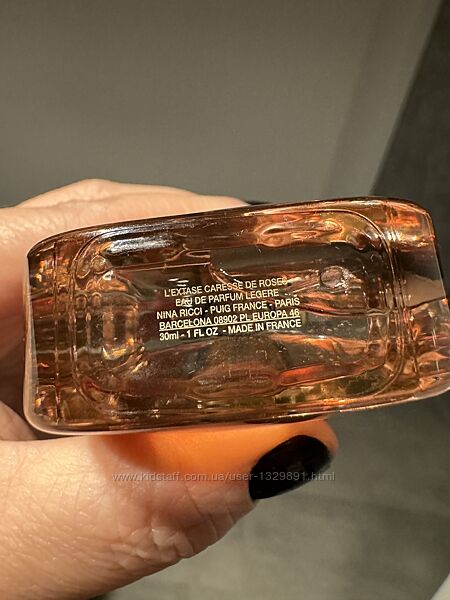 L'EXTASE CARESSE DE ROSES
EAU DE PARFUM LEGERE
NINA RICCI - PUIG FRANCE - PARIS
BARCELONA 08902 PL EUROPA 46
30ml - 1 FL OZ - MADE IN FRANCE
www.kidstaff.com.ua/user-1329891.html